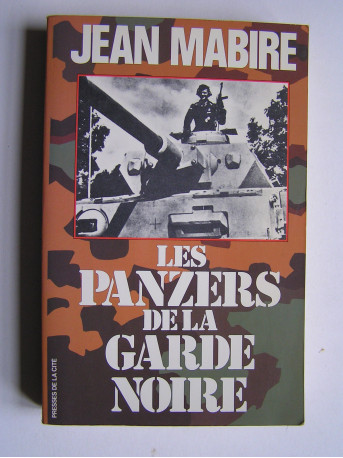 JEAN MABIRE
LES
PANZERS
DE LA
GARDE
NOIRE
PRESSES DE LA CITÉ